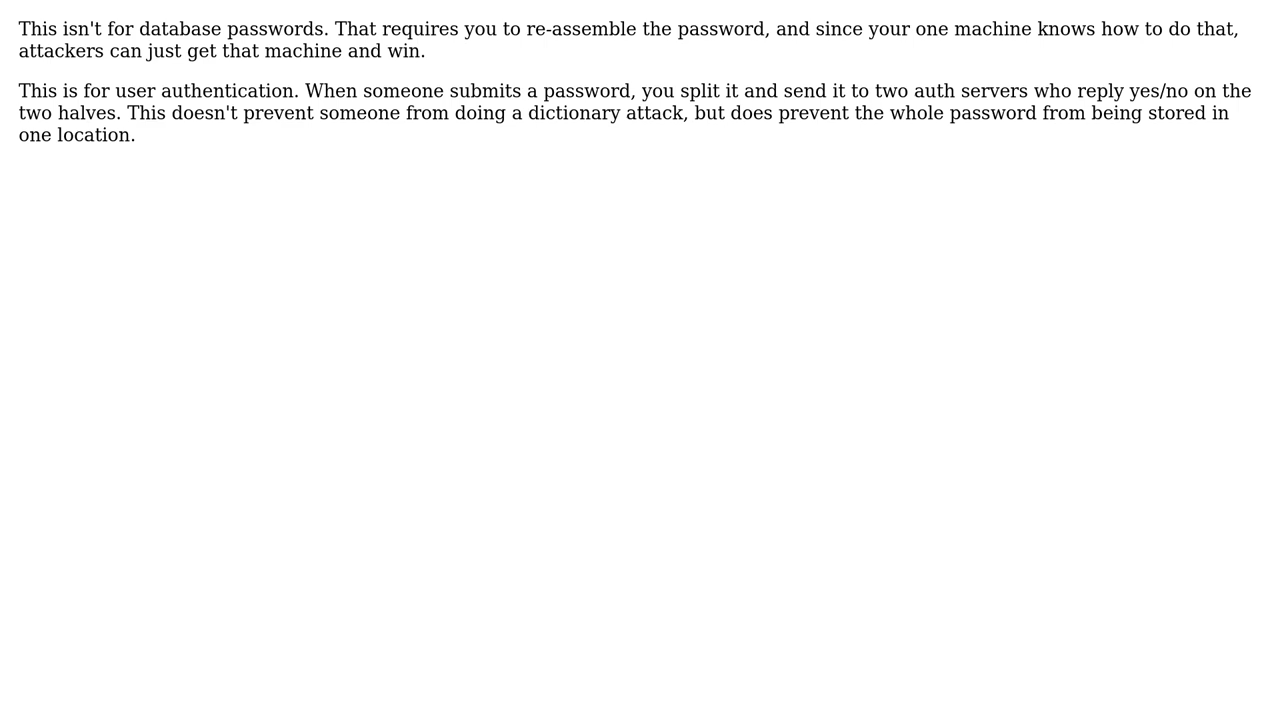 This isn't for database passwords. That requires you to re-assemble the password, and since your one machine knows how to do that,
attackers can just get that machine and win.
This is for user authentication. When someone submits a password, you split it and send it to two auth servers who reply yes/no on the
two halves. This doesn't prevent someone from doing a dictionary attack, but does prevent the whole password from being stored in
one location.